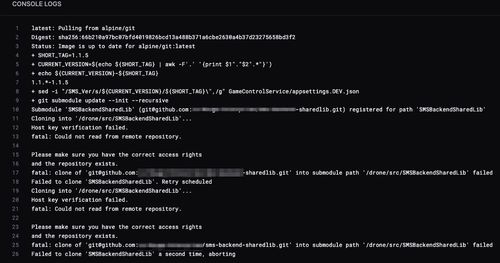 CONSOLE LOGS
1 latest: Pulling from alpine/git
2 Digest: sha256:66b210a97bc07bfd4019826bcd13a488b371a6cbe2630a4b37d23275658bd3f2
3 Status: Image is up to date for alpine/git:latest
4 + SHORT_TAG=1.1.5
5 + CURRENT_VERSION=$(echo ${SHORT_TAG} | awk -F'.' '{print $1"."$2".*"}')
6 + echo ${CURRENT_VERSION}-${SHORT_TAG}
7 1.1.*-1.1.5
8 + sed -i "/SMS_Ver/s/${CURRENT_VERSION}/${SHORT_TAG}\",/g" GameControlService/appsettings.DEV.json
9 + git submodule update --init --recursive
10 Submodule 'SMSBackendSharedLib' (git@github.com: -sharedlib.git) registered for path 'SMSBackendSharedLib'
11 Cloning into '/drone/src/SMSBackendSharedLib'...
12 Host key verification failed.
13 fatal: Could not read from remote repository.
14
15 Please make sure you have the correct access rights
16 and the repository exists.
17 fatal: clone of 'git@github.com: -sharedlib.git' into submodule path '/drone/src/SMSBackendSharedLib' failed
18 Failed to clone 'SMSBackendSharedLib'. Retry scheduled
19 Cloning into '/drone/src/SMSBackendSharedLib'...
20 Host key verification failed.
21 fatal: Could not read from remote repository.
22
23 Please make sure you have the correct access rights
24 and the repository exists.
25 fatal: clone of 'git@github.com: /sms-backend-sharedlib.git' into submodule path '/drone/src/SMSBackendSharedLib' failed
26 Failed to clone 'SMSBackendSharedLib' a second time, aborting